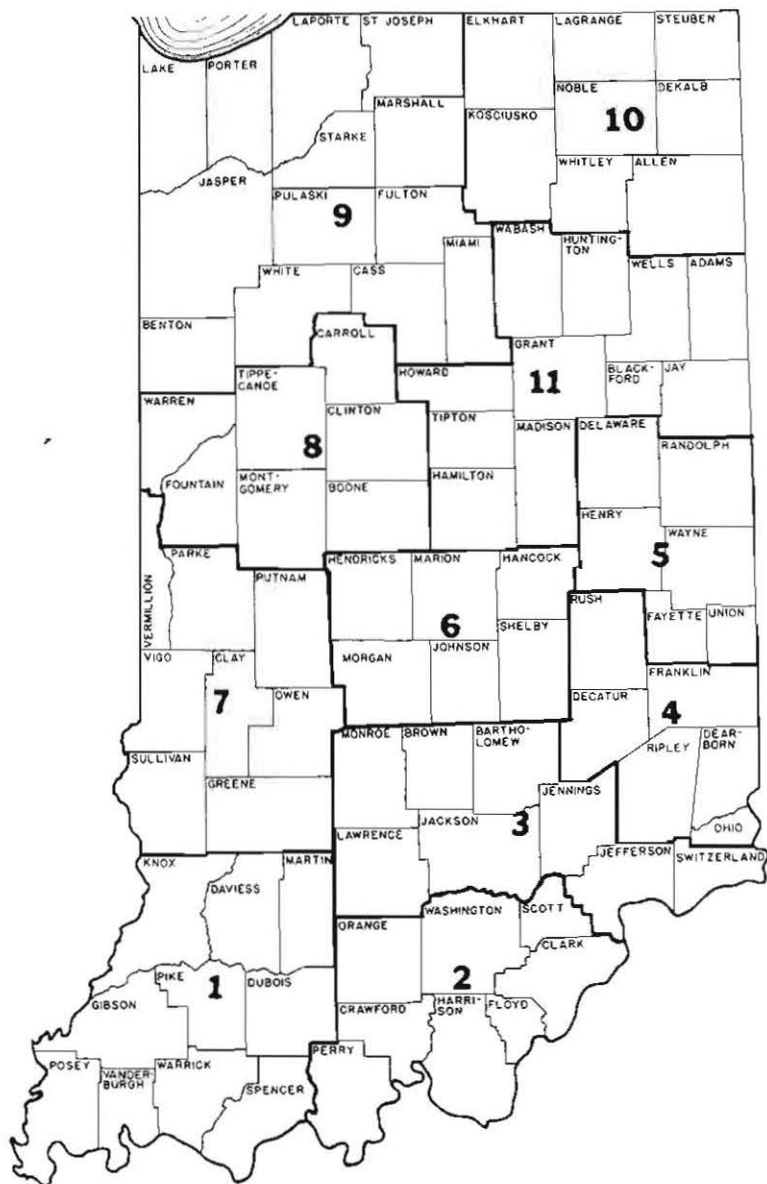 LAPORTE
ST JOSEPH
ELKHART
LAGRANGE
STEUBEN
LAKE
PORTER
NOBLE
DEKALB
MARSHALL
KOSCIUSKO
10
STARKE
WHITLEY
ALLEN
JASPER
PULASKI
FULTON
9
WABASH
HUNTING-
TON
MIAMI
WELLS
ADAMS
WHITE
CASS
BENTON
CARROLL
GRANT
TIPPE-
CANOE
HOWARD
11
BLACK-
FORD
JAY
WARREN
CLINTON
TIPTON
MADISON
DELAWARE
8
RANDOLPH
FOUNTAIN
MONT-
GOMERY
BOONE
HAMILTON
HENRY
WAYNE
PARKE
HENDRICKS
MARION
HANCOCK
5
PUTNAM
RUSH
VERMILLION
FAYETTE
UNION
6
SHELBY
VIGO
CLAY
MORGAN
JOHNSON
FRANKLIN
7
OWEN
DECATUR
4
MONROE
BROWN
BARTHO-
LOMEW
RIPLEY
DEAR-
BORN
SULLIVAN
GREENE
JENNINGS
LAWRENCE
JACKSON
3
OHIO
KNOX
MARTIN
JEFFERSON
SWITZERLAND
DAVIESS
ORANGE
WASHINGTON
SCOTT
CLARK
PIKE
1
DUBOIS
2
GIBSON
CRAWFORD
HARRI-
SON
FLOYD
POSEY
VANDER-
BURGH
WARRICK
PERRY
SPENCER